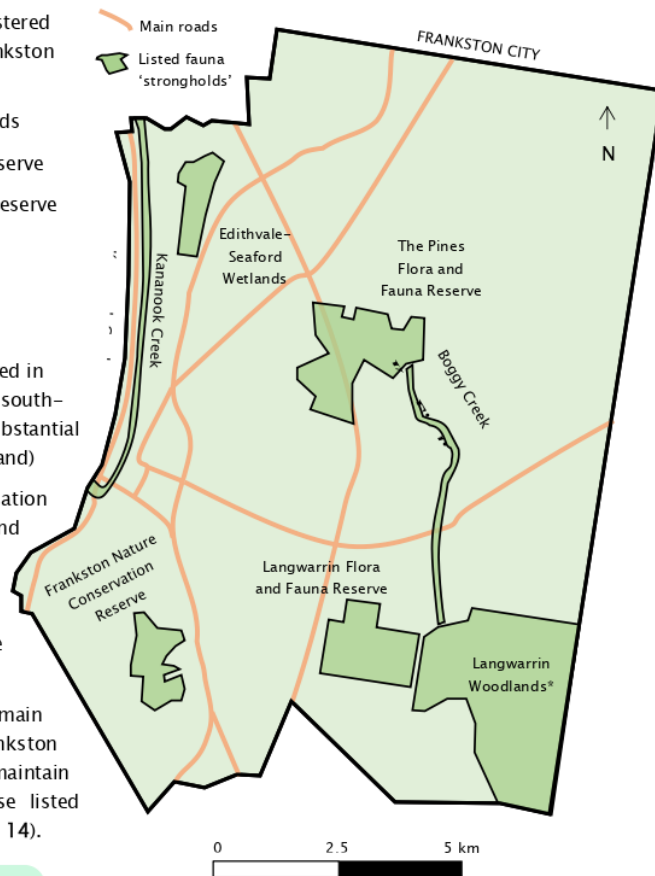 stered
nkston
ds
serve
eserve
ed in
south–
bstantial
and)
ation
nd
e
main
nkston
maintain
se listed
14).
Main roads
Listed fauna
‘strongholds’
FRANKSTON CITY
N
Edithvale–
Seaford
Wetlands
The Pines
Flora and
Fauna Reserve
Kananook Creek
Boggy Creek
Frankston Nature
Conservation
Reserve
Langwarrin Flora
and Fauna Reserve
Langwarrin
Woodlands*
0 2.5 5 km